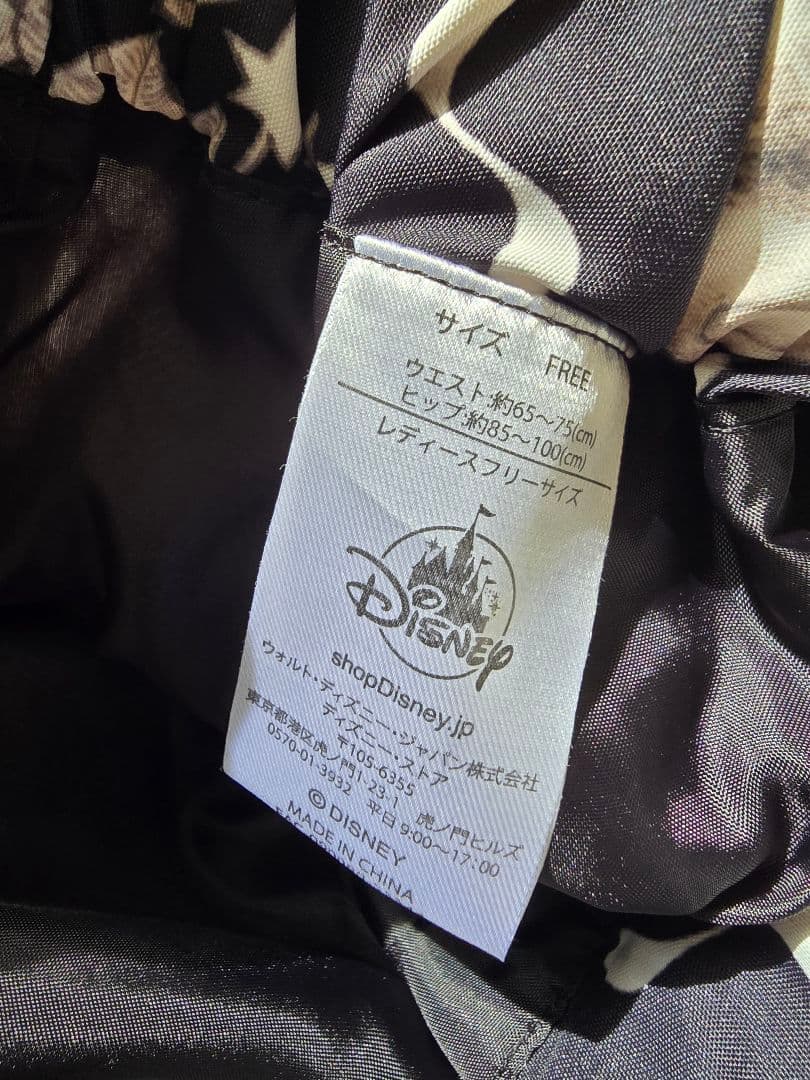 サイズ FREE
ウエスト:約65～75(cm)
ヒップ:約85～100(cm)
レディースフリーサイズ
Disney
shopDisney.jp
ウォルト・ディズニー・ジャパン株式会社
ディズニー・ストア
〒105-6355
東京都港区虎ノ門1-23-1 虎ノ門ヒルズ
0570-01-3932 平日 9:00～17:00
© DISNEY
MADE IN CHINA